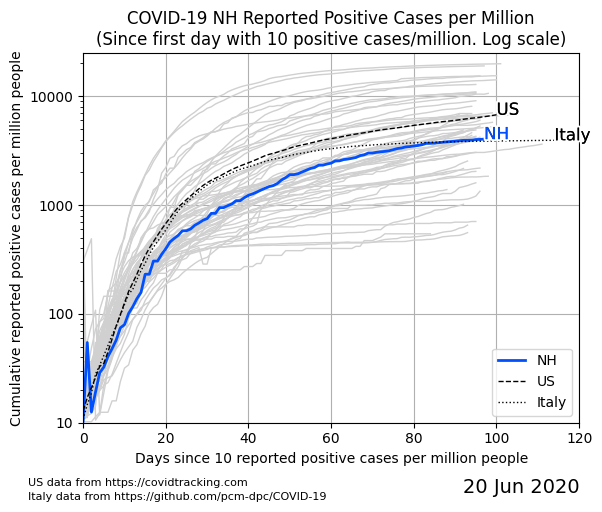 COVID-19 NH Reported Positive Cases per Million
(Since first day with 10 positive cases/million. Log scale)
Cumulative reported positive cases per million people
10000
1000
100
10
US
NH
Italy
NH
US
Italy
0 20 40 60 80 100 120
Days since 10 reported positive cases per million people
US data from https://covidtracking.com
Italy data from https://github.com/pcm-dpc/COVID-19
20 Jun 2020